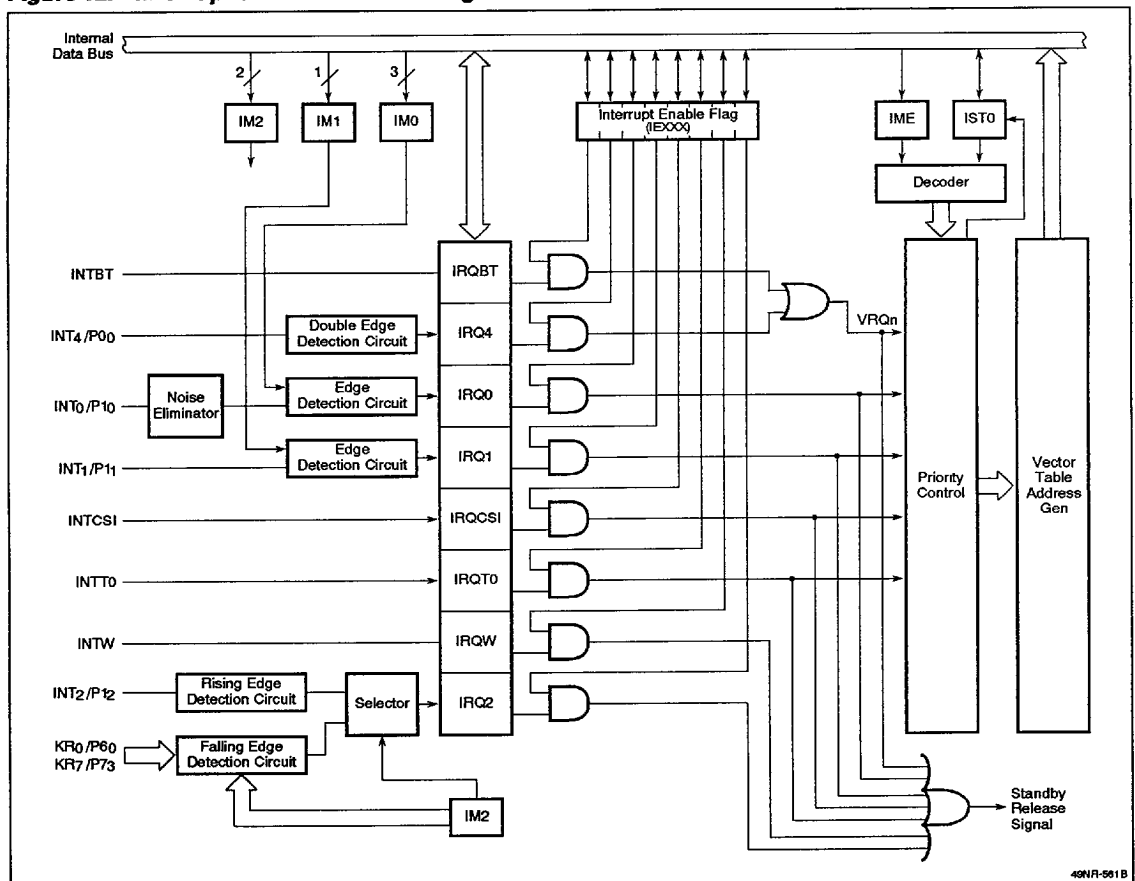 Internal
Data Bus
2
1
3
IM2
IM1
IM0
Interrupt Enable Flag
(IEXXX)
IME
IST0
Decoder
INTBT
IRQBT
INT4/P00
Double Edge
Detection Circuit
IRQ4
VRQn
INT0/P10
Noise
Eliminator
Edge
Detection Circuit
IRQ0
INT1/P11
Edge
Detection Circuit
IRQ1
Priority
Control
Vector
Table
Address
Gen
INTCSI
IRQCSI
INTT0
IRQT0
INTW
IRQW
INT2/P12
Rising Edge
Detection Circuit
Selector
IRQ2
KR0/P60
KR7/P73
Falling Edge
Detection Circuit
IM2
Standby
Release
Signal
49NR-561B